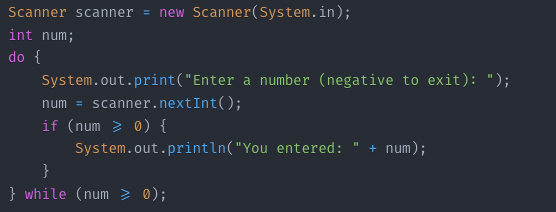 Scanner scanner = new Scanner(System.in);
int num;
do {
    System.out.print("Enter a number (negative to exit): ");
    num = scanner.nextInt();
    if (num >= 0) {
        System.out.println("You entered: " + num);
    }
} while (num >= 0);